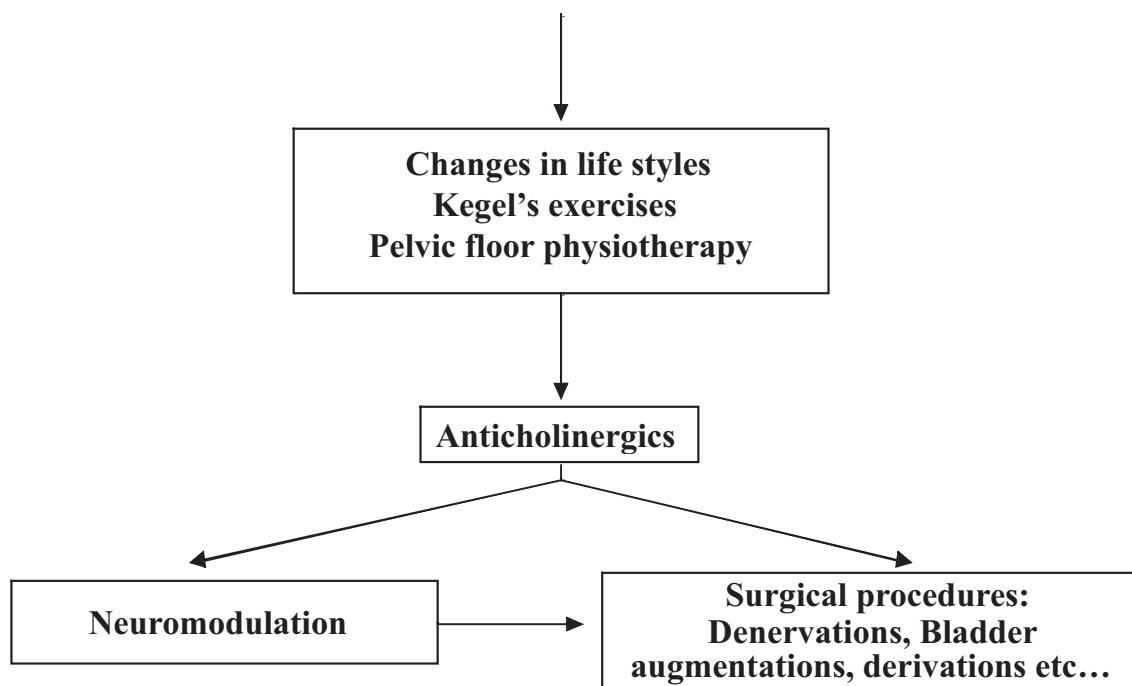 Changes in life styles
Kegel’s exercises
Pelvic floor physiotherapy
Anticholinergics
Neuromodulation
Surgical procedures:
Denervations, Bladder
augmentations, derivations etc…